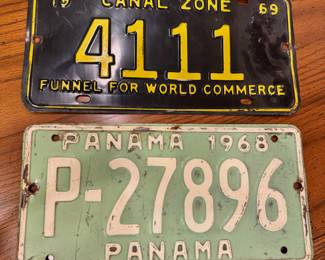 CANAL ZONE
19 69
4111
FUNNEL FOR WORLD COMMERCE
PANAMA 1968
P-27896
PANAMA